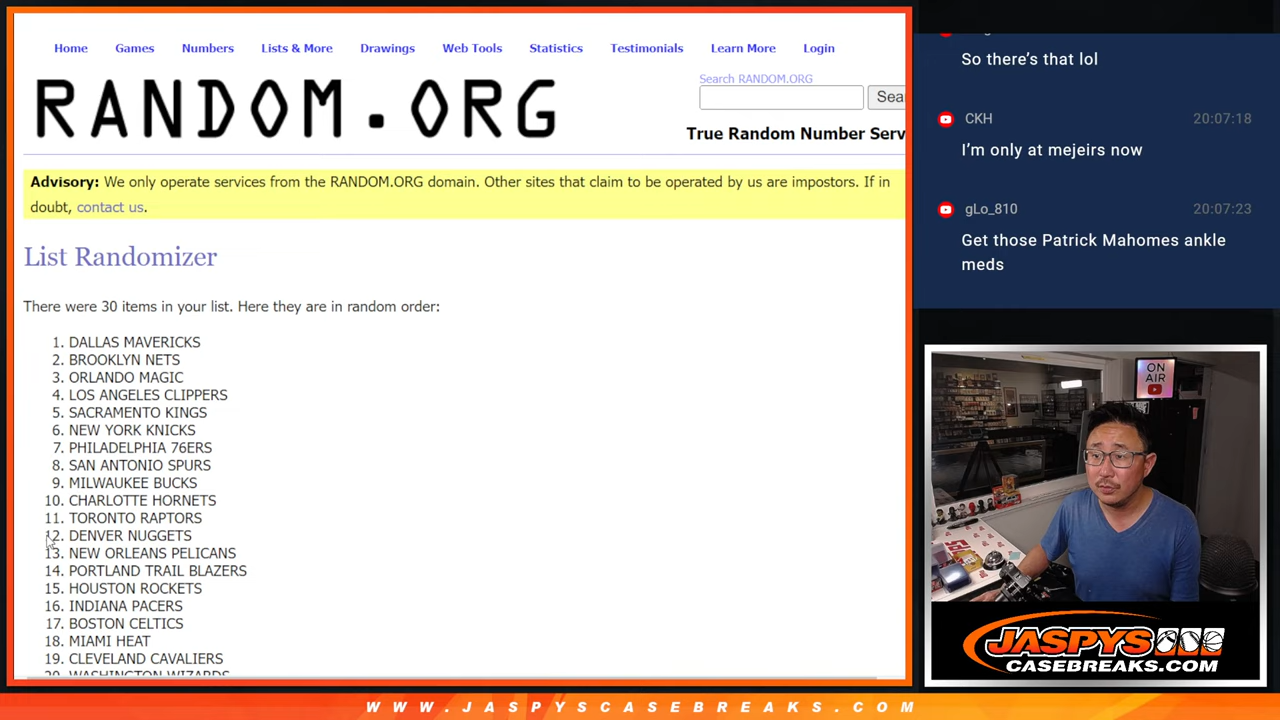 Home Games Numbers Lists & More Drawings Web Tools Statistics Testimonials Learn More Login
RANDOM.ORG
Search RANDOM.ORG
Sea
True Random Number Serv
Advisory: We only operate services from the RANDOM.ORG domain. Other sites that claim to be operated by us are impostors. If in
doubt, contact us.
List Randomizer
There were 30 items in your list. Here they are in random order:
1. DALLAS MAVERICKS
2. BROOKLYN NETS
3. ORLANDO MAGIC
4. LOS ANGELES CLIPPERS
5. SACRAMENTO KINGS
6. NEW YORK KNICKS
7. PHILADELPHIA 76ERS
8. SAN ANTONIO SPURS
9. MILWAUKEE BUCKS
10. CHARLOTTE HORNETS
11. TORONTO RAPTORS
12. DENVER NUGGETS
13. NEW ORLEANS PELICANS
14. PORTLAND TRAIL BLAZERS
15. HOUSTON ROCKETS
16. INDIANA PACERS
17. BOSTON CELTICS
18. MIAMI HEAT
19. CLEVELAND CAVALIERS
20. WASHINGTON WIZARDS
So there's that lol
CKH 20:07:18
I'm only at mejeirs now
gLo_810 20:07:23
Get those Patrick Mahomes ankle
meds
ON
AIR
JASPYS
CASEBREAKS.COM
WWW.JASPYSCASEBREAKS.COM